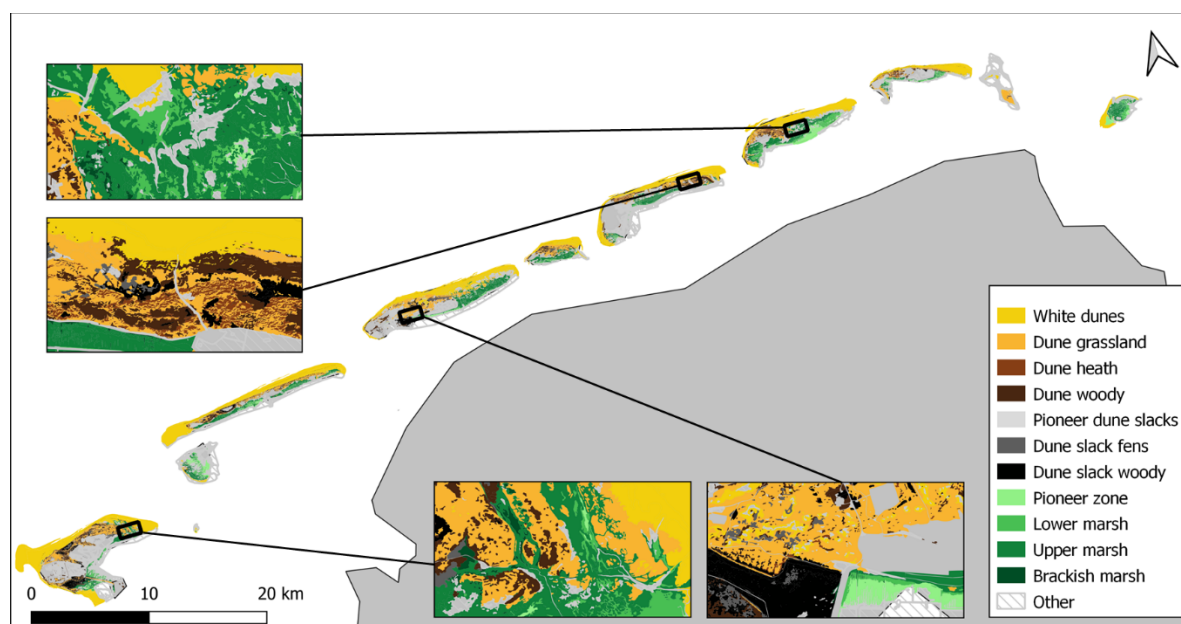 White dunes
Dune grassland
Dune heath
Dune woody
Pioneer dune slacks
Dune slack fens
Dune slack woody
Pioneer zone
Lower marsh
Upper marsh
Brackish marsh
Other
0 10 20 km